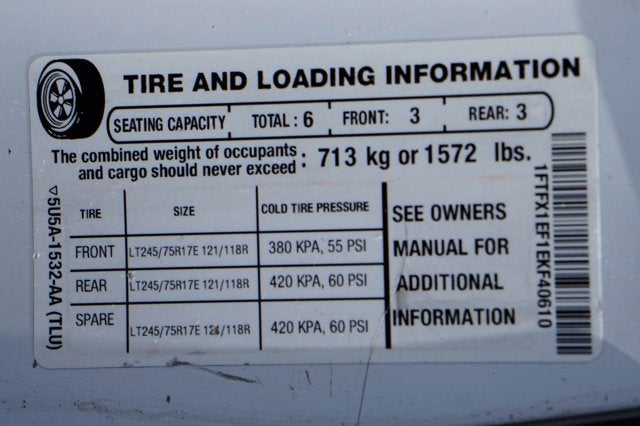 TIRE AND LOADING INFORMATION
SEATING CAPACITY TOTAL : 6 FRONT: 3 REAR: 3
The combined weight of occupants
and cargo should never exceed : 713 kg or 1572 lbs.
TIRE SIZE COLD TIRE PRESSURE
FRONT LT245/75R17E 121/118R 380 KPA, 55 PSI
REAR LT245/75R17E 121/118R 420 KPA, 60 PSI
SPARE LT245/75R17E 121/118R 420 KPA, 60 PSI
SEE OWNERS
MANUAL FOR
ADDITIONAL
INFORMATION
▽5U5A-1532-AA (TLU)
1FTFX1EF1EKF40610